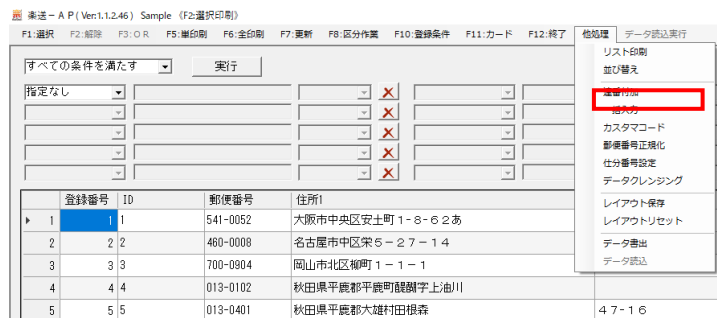 楽送－ＡＰ( Ver:1.1.2.46 ) Sample 《F2:選択印刷》
F1:選択 F2:解除 F3:ＯＲ F5:単印刷 F6:全印刷 F7:更新 F8:区分作業 F10:登録条件 F11:カード F12:終了 他処理 データ読込実行
すべての条件を満たす 実行
指定なし
リスト印刷
並び替え
連番付加
一括入力
カスタマコード
郵便番号正規化
仕分番号設定
データクレンジング
レイアウト保存
レイアウトリセット
データ書出
データ読込
登録番号 ID 郵便番号 住所1
1 1 1 541-0052 大阪市中央区安土町１-８-６２あ
2 2 2 460-0008 名古屋市中区栄５－２７－１４
3 3 3 700-0904 岡山市北区柳町１－１－１
4 4 4 013-0102 秋田県平鹿郡平鹿町醍醐字上油川
5 5 5 013-0401 秋田県平鹿郡大雄村田根森 ４７-１６